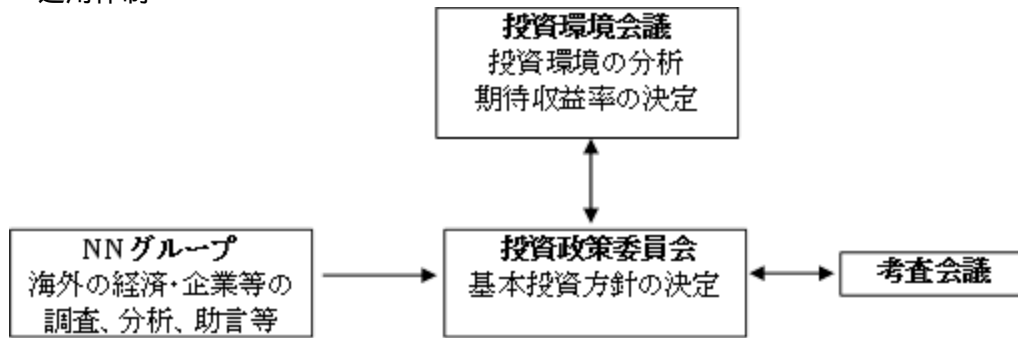 運用体制
投資環境会議
投資環境の分析
期待収益率の決定
NNグループ
海外の経済・企業等の
調査、分析、助言等
投資政策委員会
基本投資方針の決定
考査会議